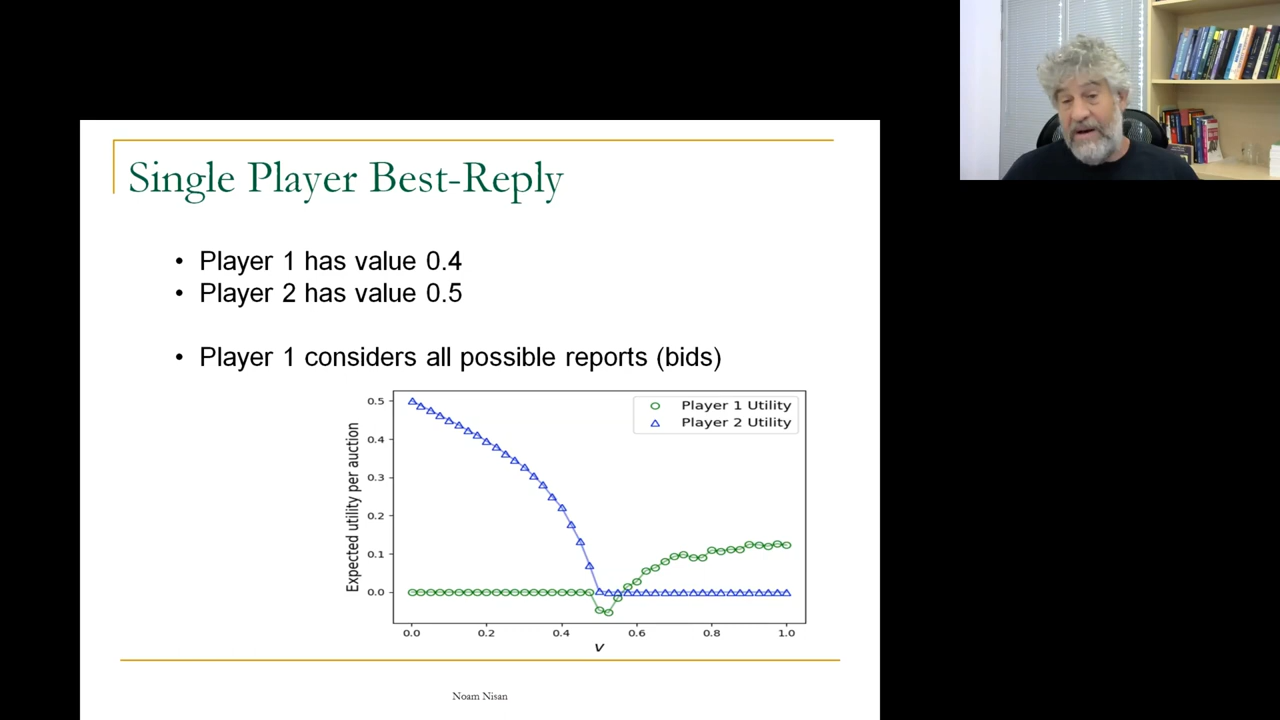 Single Player Best-Reply
• Player 1 has value 0.4
• Player 2 has value 0.5
• Player 1 considers all possible reports (bids)
Player 1 Utility
Player 2 Utility
Expected utility per auction
0.5
0.4
0.3
0.2
0.1
0.0
0.0 0.2 0.4 0.6 0.8 1.0
v
Noam Nisan